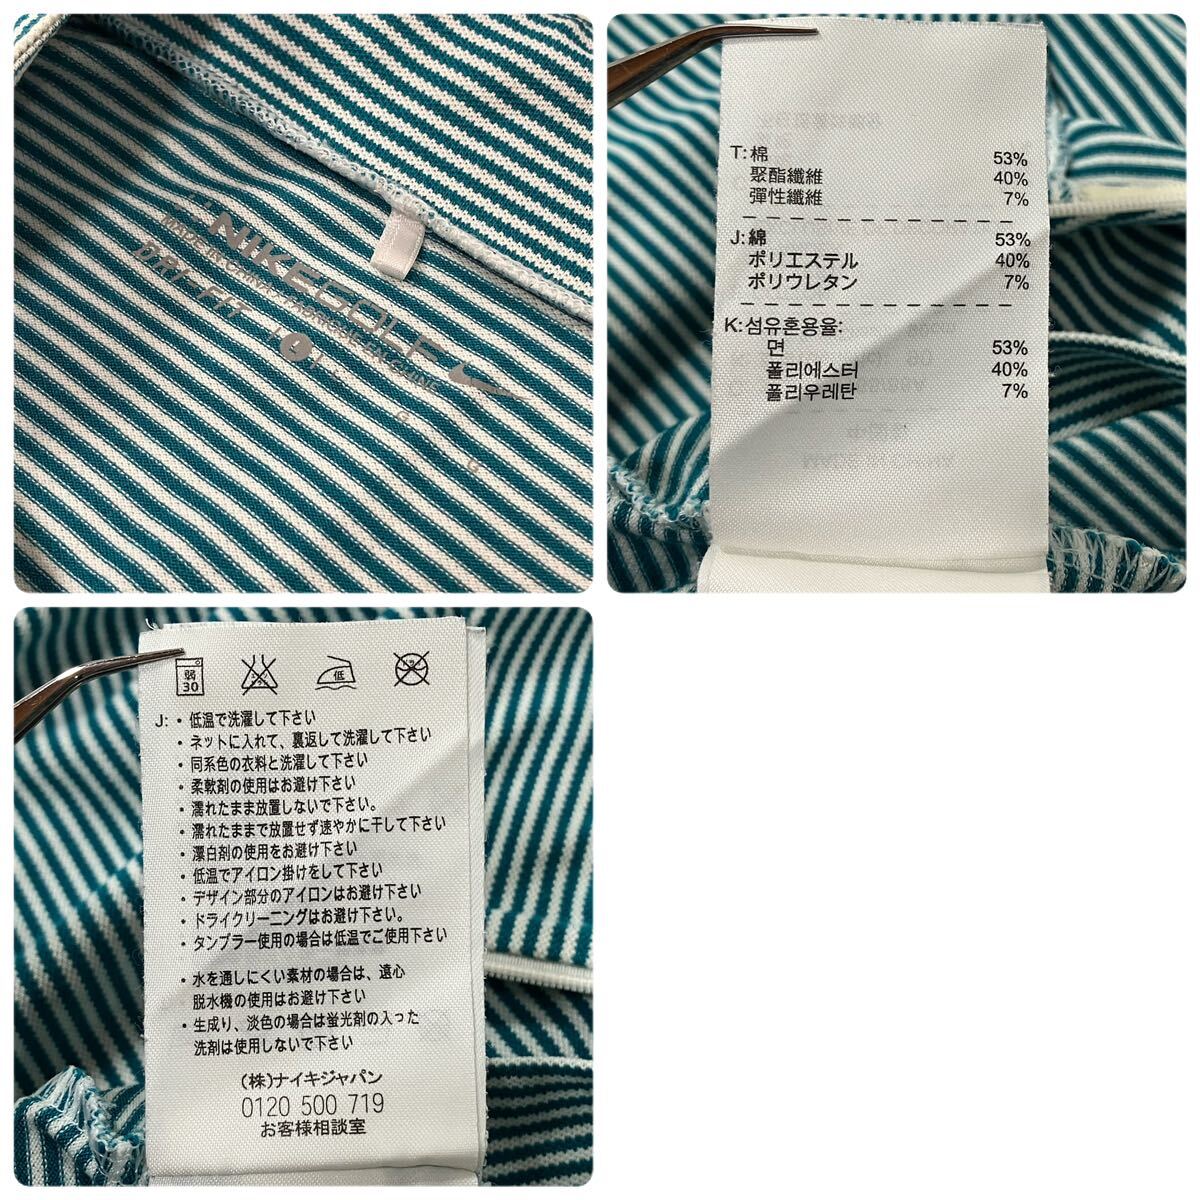 NIKEGOLF
DRI-FIT
L
T: 棉 53%
聚酯纖維 40%
彈性纖維 7%
J: 綿 53%
ポリエステル 40%
ポリウレタン 7%
K: 섬유혼용율:
면 53%
폴리에스터 40%
폴리우레탄 7%
弱
30
低
J: ・低温で洗濯して下さい
・ネットに入れて、裏返して洗濯して下さい
・同系色の衣料と洗濯して下さい
・柔軟剤の使用はお避け下さい
・濡れたまま放置しないで下さい。
・濡れたままで放置せず速やかに干して下さい
・漂白剤の使用をお避け下さい
・低温でアイロン掛けをして下さい
・デザイン部分のアイロンはお避け下さい
・ドライクリーニングはお避け下さい。
・タンブラー使用の場合は低温でご使用下さい
・水を通しにくい素材の場合は、遠心
脱水機の使用はお避け下さい
・生成り、淡色の場合は蛍光剤の入った
洗剤は使用しないで下さい
(株)ナイキジャパン
0120 500 719
お客様相談室